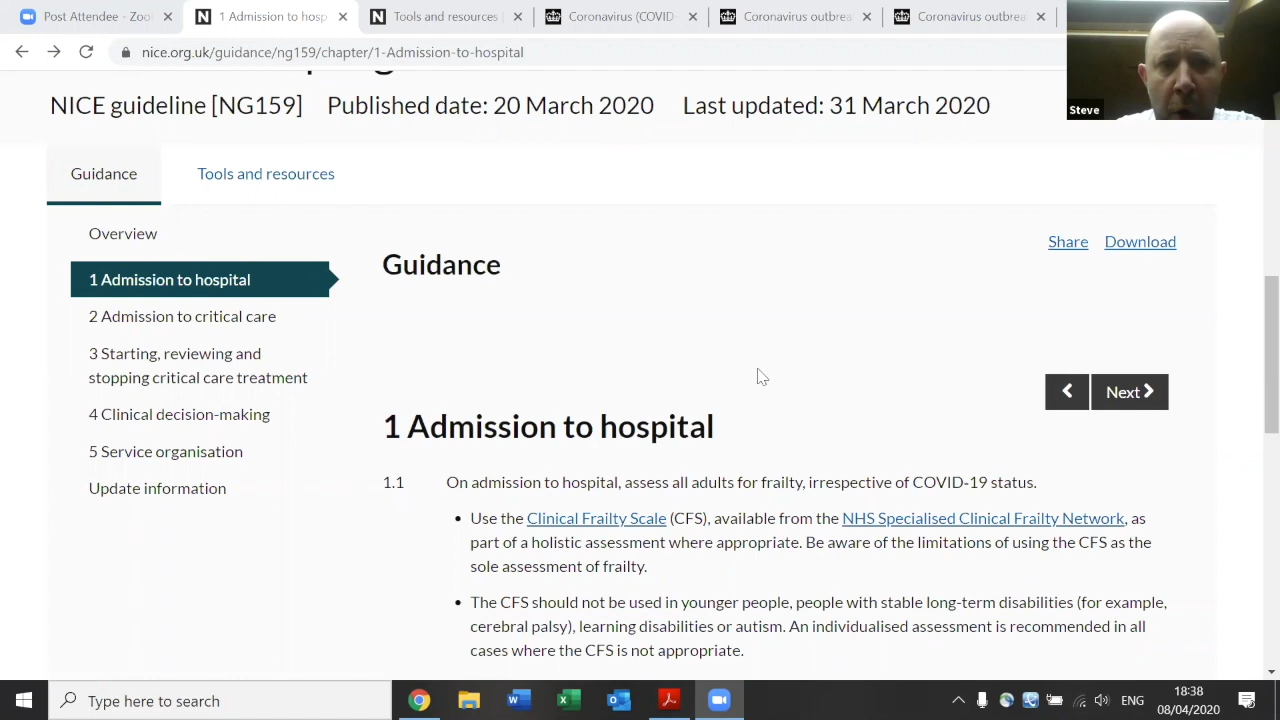 Post Attendee - Zoo
1 Admission to hosp
Tools and resources
Coronavirus (COVID-
Coronavirus outbrea
Coronavirus outbrea
nice.org.uk/guidance/ng159/chapter/1-Admission-to-hospital
Steve
NICE guideline [NG159] Published date: 20 March 2020 Last updated: 31 March 2020
Guidance
Tools and resources
Overview
1 Admission to hospital
2 Admission to critical care
3 Starting, reviewing and
stopping critical care treatment
4 Clinical decision-making
5 Service organisation
Update information
Share Download
Guidance
Next
1 Admission to hospital
1.1 On admission to hospital, assess all adults for frailty, irrespective of COVID-19 status.
• Use the Clinical Frailty Scale (CFS), available from the NHS Specialised Clinical Frailty Network, as
part of a holistic assessment where appropriate. Be aware of the limitations of using the CFS as the
sole assessment of frailty.
• The CFS should not be used in younger people, people with stable long-term disabilities (for example,
cerebral palsy), learning disabilities or autism. An individualised assessment is recommended in all
cases where the CFS is not appropriate.
Type here to search
ENG
18:38
08/04/2020